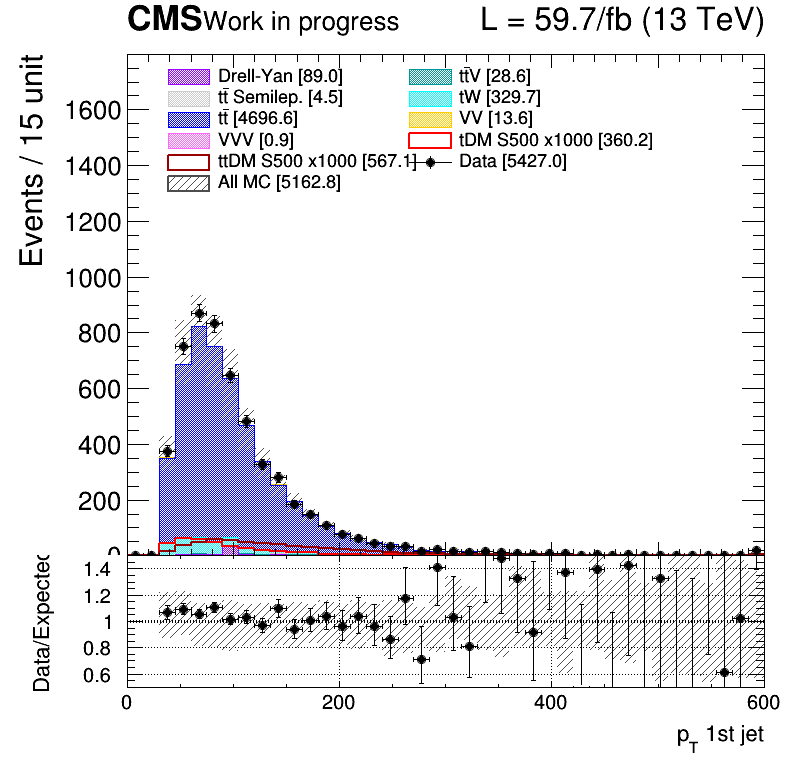 CMS Work in progress L = 59.7/fb (13 TeV)
Drell-Yan [89.0] tt̄V [28.6]
tt̄ Semilep. [4.5] tW [329.7]
tt̄ [4696.6] VV [13.6]
VVV [0.9] tDM S500 x1000 [360.2]
ttDM S500 x1000 [567.1] Data [5427.0]
All MC [5162.8]
Events / 15 unit
1600
1400
1200
1000
800
600
400
200
0
Data/Expected
1.4
1.2
1
0.8
0.6
0 200 400 600
p_T 1st jet